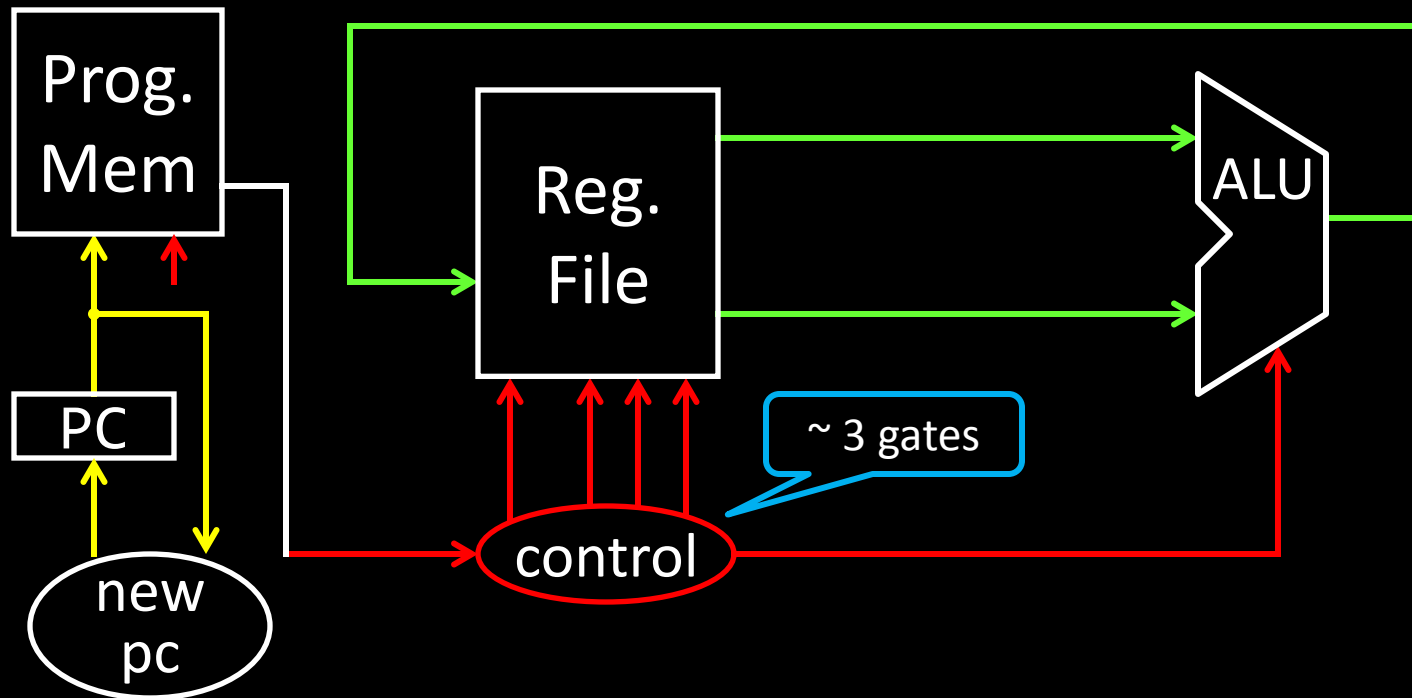 Prog.
Mem
Reg.
File
ALU
PC
~ 3 gates
control
new
pc